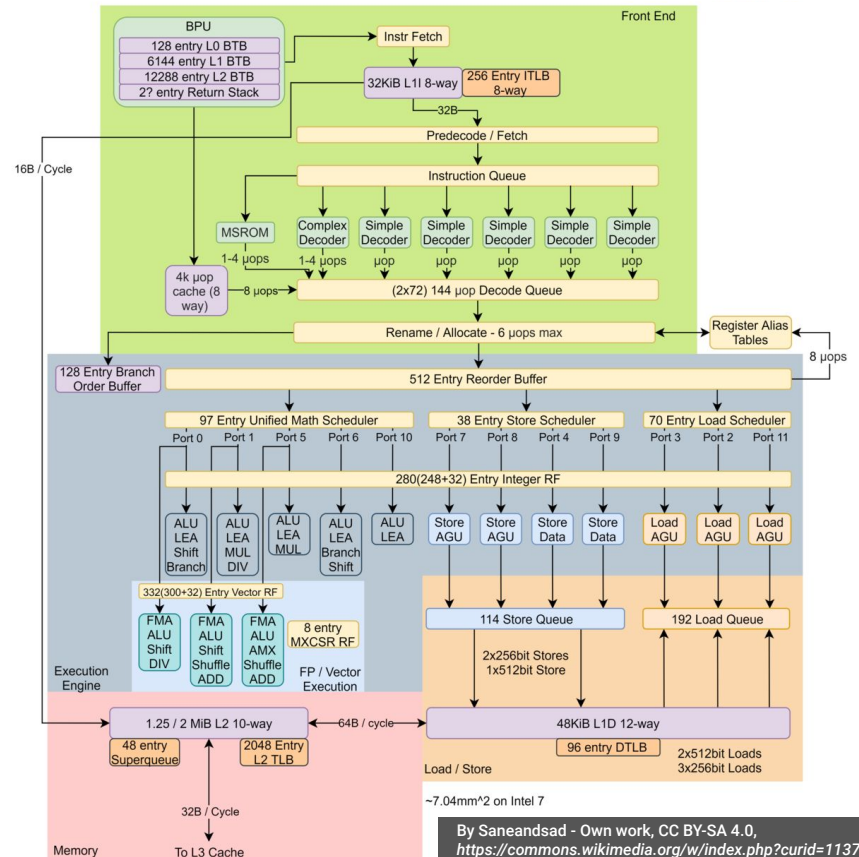 Front End
BPU
128 entry L0 BTB
6144 entry L1 BTB
12288 entry L2 BTB
2? entry Return Stack
Instr Fetch
32KiB L1I 8-way
256 Entry ITLB
8-way
32B
Predecode / Fetch
16B / Cycle
Instruction Queue
MSROM
Complex
Decoder
Simple
Decoder
Simple
Decoder
Simple
Decoder
Simple
Decoder
Simple
Decoder
1-4 μops
1-4 μops
μop
μop
μop
μop
μop
4k μop
cache (8
way)
8 μops
(2x72) 144 μop Decode Queue
Rename / Allocate - 6 μops max
Register Alias
Tables
8 μops
128 Entry Branch
Order Buffer
512 Entry Reorder Buffer
97 Entry Unified Math Scheduler
38 Entry Store Scheduler
70 Entry Load Scheduler
Port 0
Port 1
Port 5
Port 6
Port 10
Port 7
Port 8
Port 4
Port 9
Port 3
Port 2
Port 11
280(248+32) Entry Integer RF
ALU
LEA
Shift
Branch
ALU
LEA
MUL
DIV
ALU
LEA
MUL
ALU
LEA
Branch
Shift
ALU
LEA
Store
AGU
Store
AGU
Store
Data
Store
Data
Load
AGU
Load
AGU
Load
AGU
332(300+32) Entry Vector RF
FMA
ALU
Shift
DIV
FMA
ALU
Shift
Shuffle
ADD
FMA
ALU
AMX
Shuffle
ADD
8 entry
MXCSR RF
FP / Vector
Execution
Execution
Engine
114 Store Queue
192 Load Queue
2x256bit Stores
1x512bit Store
1.25 / 2 MiB L2 10-way
64B / cycle
48KiB L1D 12-way
48 entry
Superqueue
2048 Entry
L2 TLB
96 entry DTLB
2x512bit Loads
3x256bit Loads
Load / Store
32B / Cycle
~7.04mm^2 on Intel 7
Memory
To L3 Cache
By Saneandsad - Own work, CC BY-SA 4.0,
https://commons.wikimedia.org/w/index.php?curid=1137